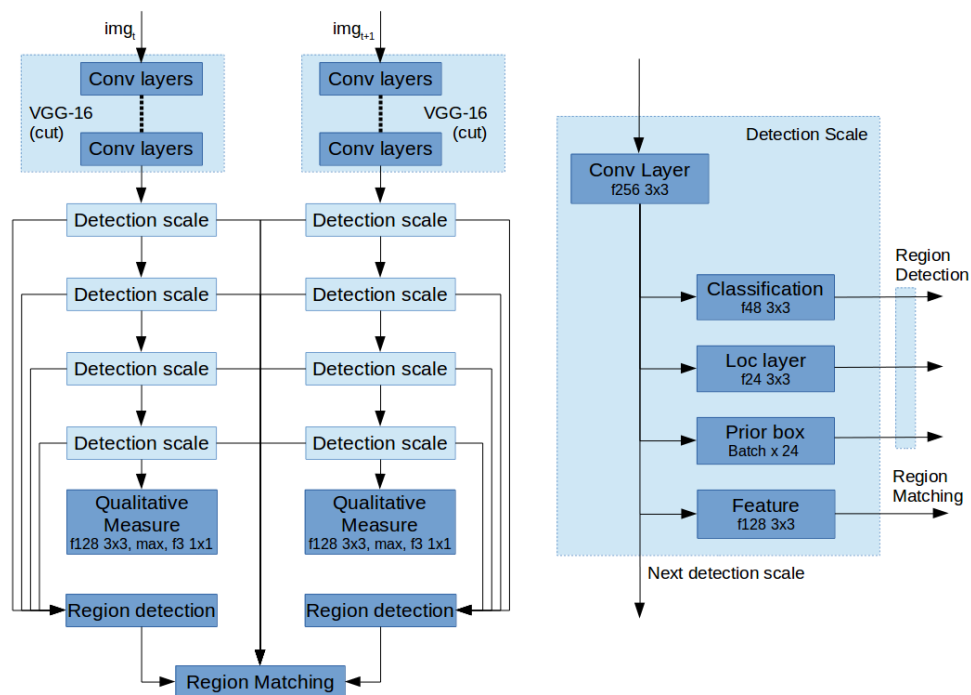 img_t
img_t+1
Conv layers
VGG-16
(cut)
Conv layers
Conv layers
VGG-16
(cut)
Conv layers
Detection scale
Detection scale
Detection scale
Detection scale
Detection scale
Detection scale
Detection scale
Detection scale
Qualitative
Measure
f128 3x3, max, f3 1x1
Qualitative
Measure
f128 3x3, max, f3 1x1
Region detection
Region detection
Region Matching
Detection Scale
Conv Layer
f256 3x3
Region
Detection
Classification
f48 3x3
Loc layer
f24 3x3
Prior box
Batch x 24
Region
Matching
Feature
f128 3x3
Next detection scale